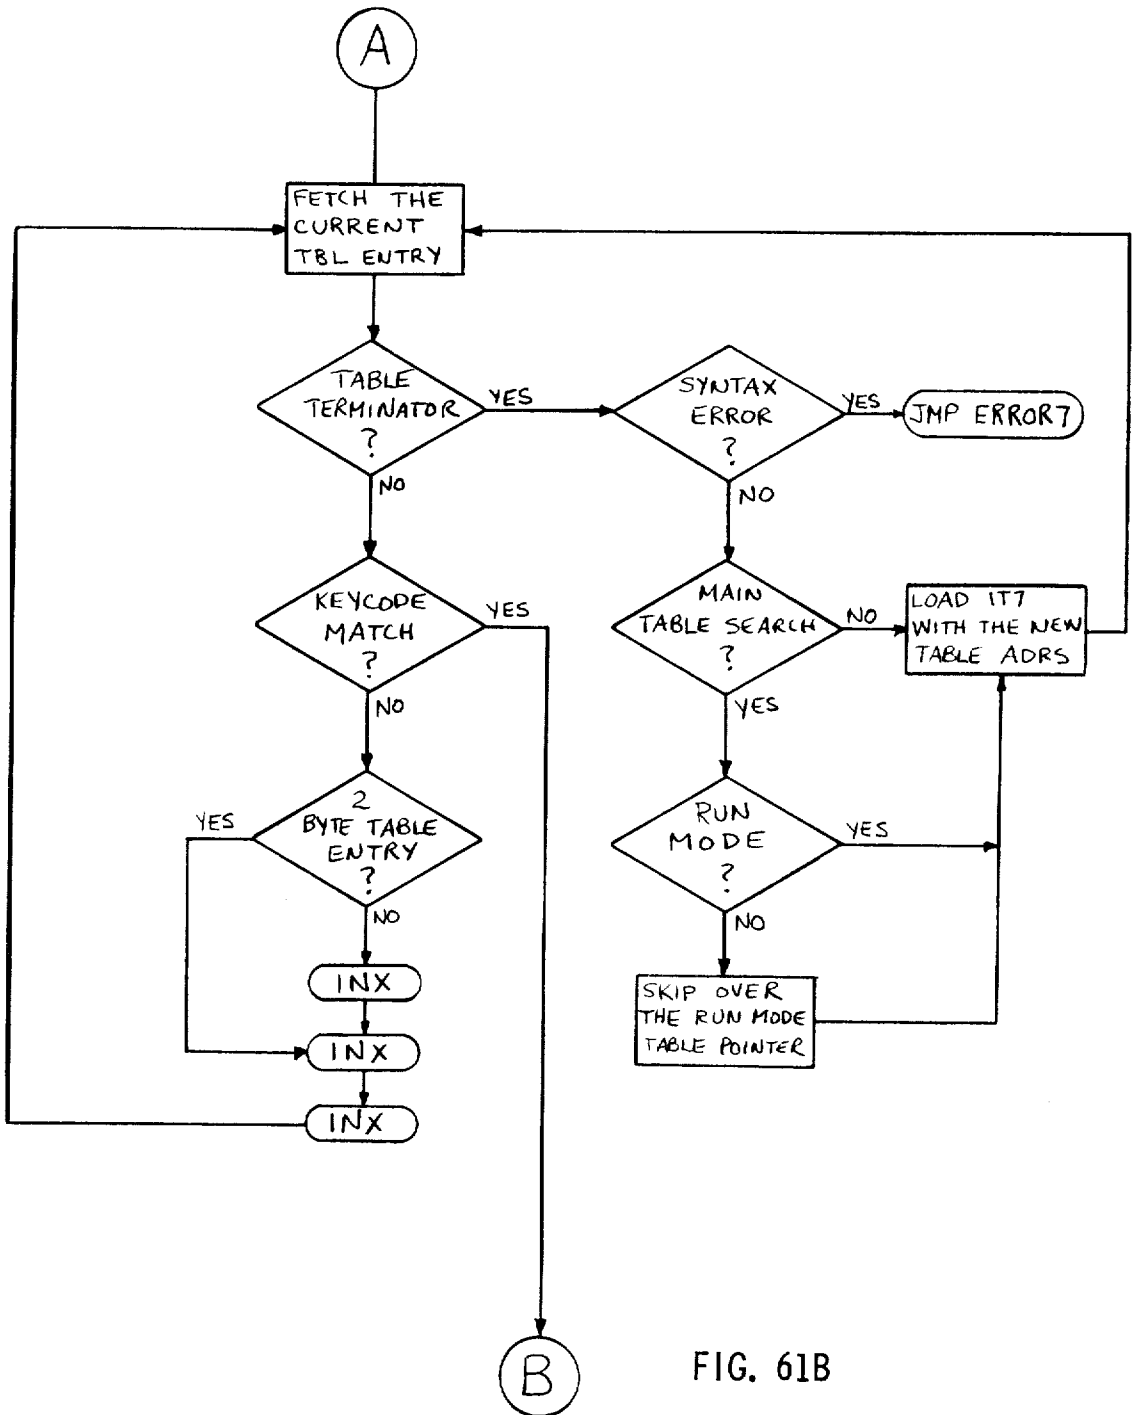 A
FETCH THE
CURRENT
TBL ENTRY
TABLE
TERMINATOR
?
YES
NO
SYNTAX
ERROR
?
YES
JMP ERROR7
NO
KEYCODE
MATCH
?
YES
NO
MAIN
TABLE SEARCH
?
NO
YES
LOAD IT7
WITH THE NEW
TABLE ADRS
2
BYTE TABLE
ENTRY
?
YES
NO
RUN
MODE
?
YES
NO
INX
INX
INX
SKIP OVER
THE RUN MODE
TABLE POINTER
B
FIG. 61B